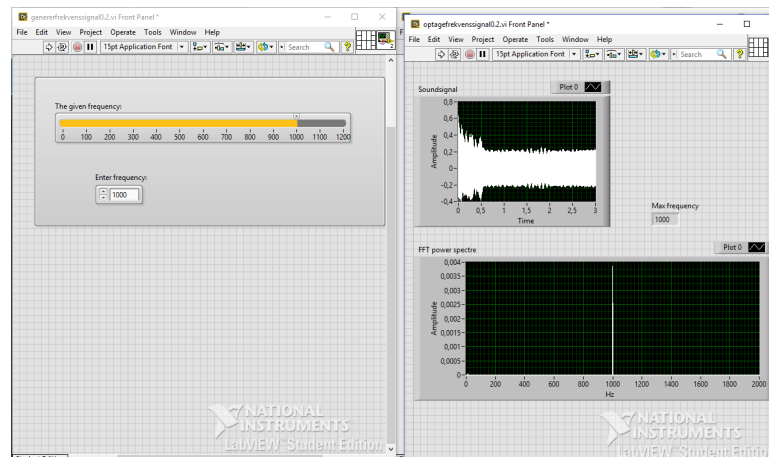 genererfrekvenssignal0.2.vi Front Panel *
File Edit View Project Operate Tools Window Help
15pt Application Font
Search
2
The given frequency:
0 100 200 300 400 500 600 700 800 900 1000 1100 1200
Enter frequency:
1000
NATIONAL
INSTRUMENTS
LabVIEW Student Edition
optagefrekvenssignal0.2.vi Front Panel *
File Edit View Project Operate Tools Window Help
15pt Application Font
Search
Soundsignal
Plot 0
0,8
0,6
0,4
0,2
0
-0,2
-0,4
Amplitude
0 0,5 1 1,5 2 2,5 3
Time
Max frequency
1000
FFT power spectre
Plot 0
0,004
0,0035
0,003
0,0025
0,002
0,0015
0,001
0,0005
0
Amplitude
0 200 400 600 800 1000 1200 1400 1600 1800 2000
Hz
NATIONAL
INSTRUMENTS
LabVIEW Student Edition